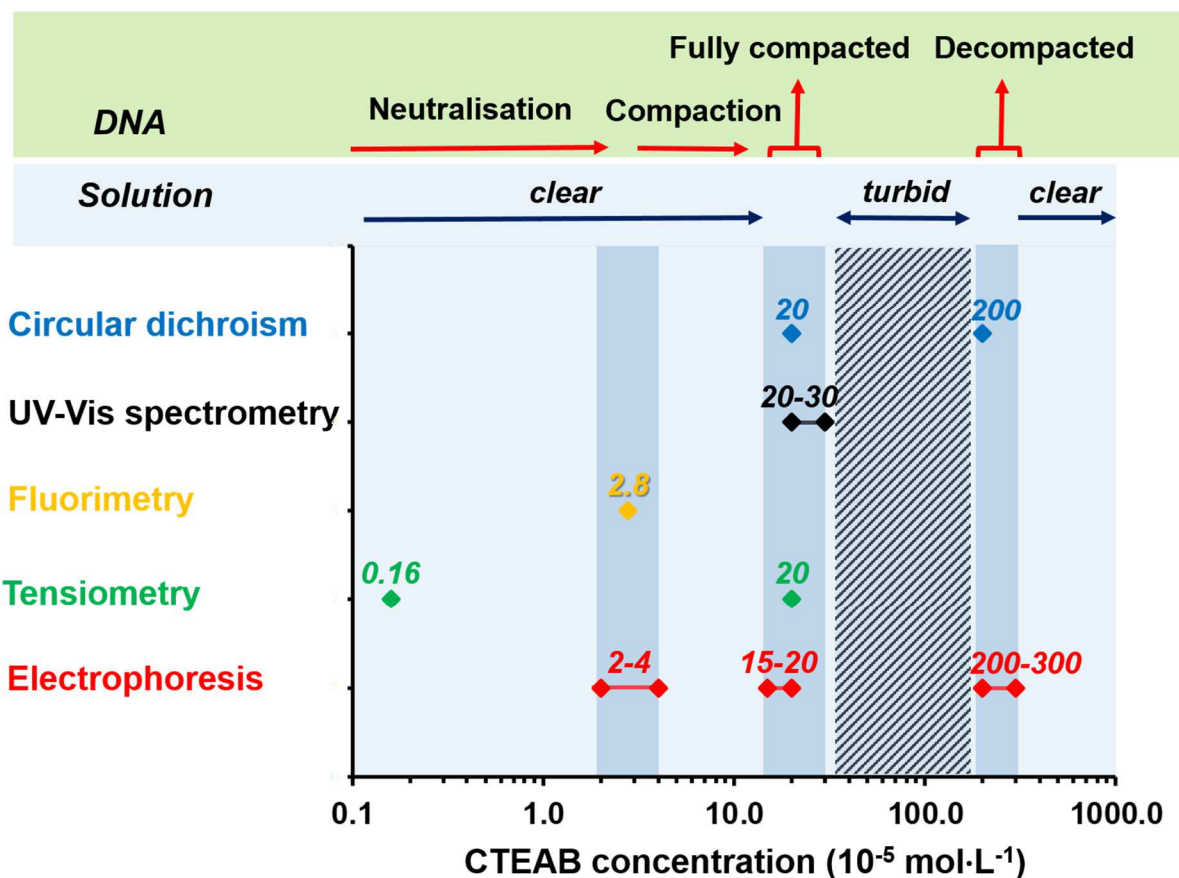 Fully compacted Decompacted
Neutralisation Compaction
DNA
Solution clear turbid clear
Circular dichroism 20 200
UV-Vis spectrometry 20-30
Fluorimetry 2.8
Tensiometry 0.16 20
Electrophoresis 2-4 15-20 200-300
0.1 1.0 10.0 100.0 1000.0
CTEAB concentration (10⁻⁵ mol·L⁻¹)